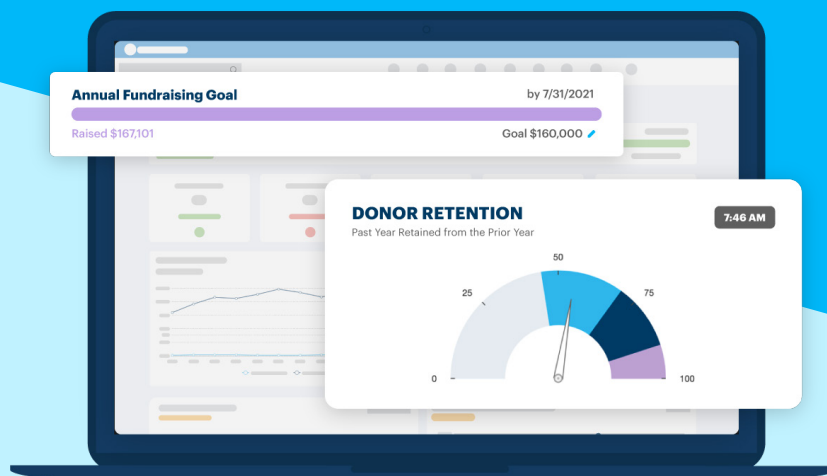 Annual Fundraising Goal by 7/31/2021
Raised $167,101 Goal $160,000
DONOR RETENTION 7:46 AM
Past Year Retained from the Prior Year
50
25 75
0 100